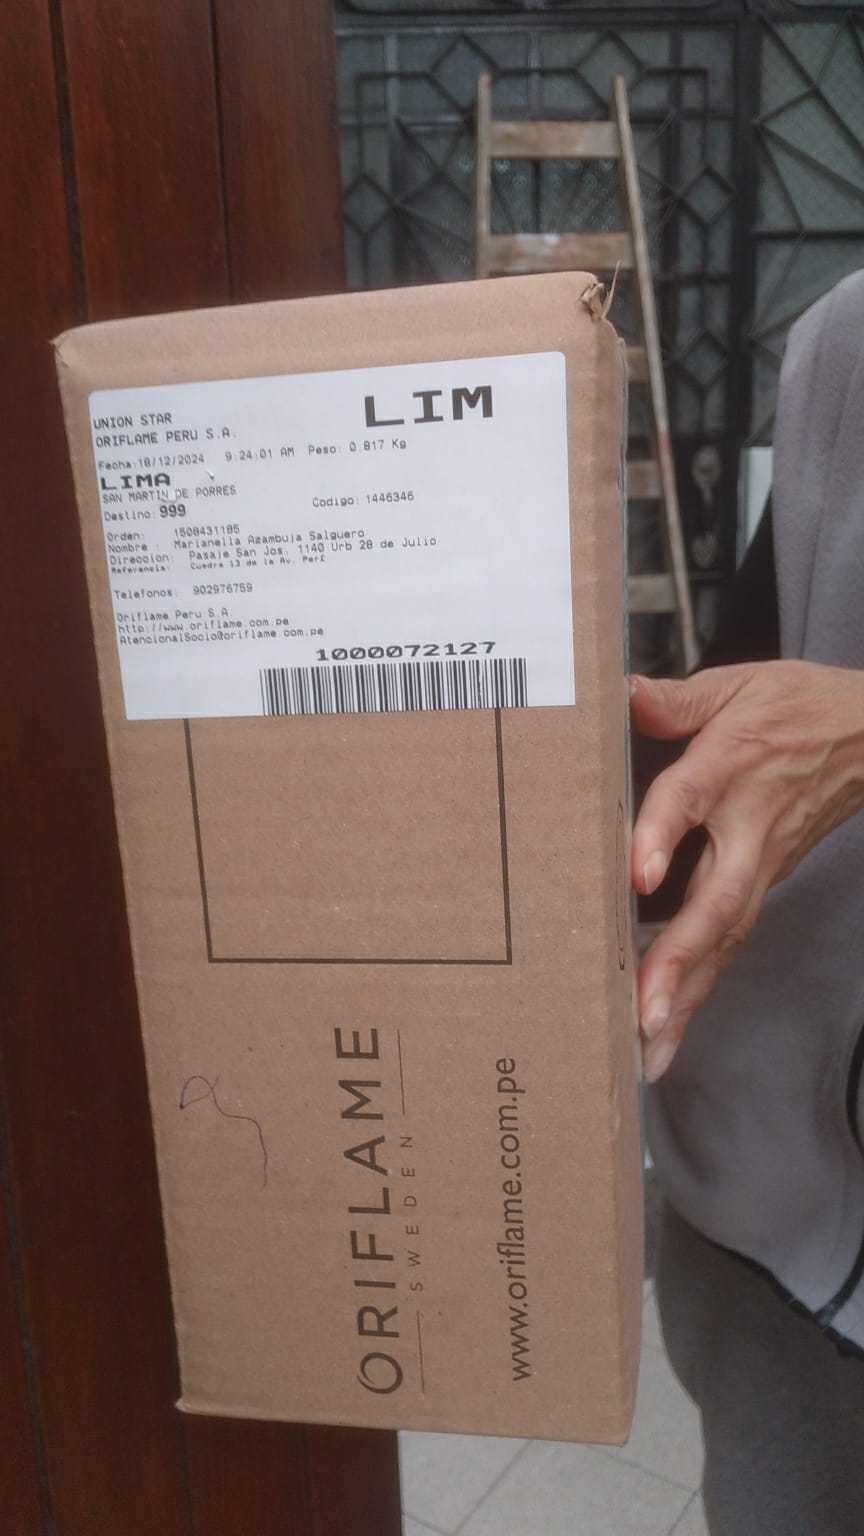 UNION STAR
LIM
ORIFLAME PERU S.A.
Fecha:18/12/2024 9:24:01 AM Peso: 0.817 Kg
LIMA
SAN MARTIN DE PORRES
Destino: 999 Codigo: 1446346
Orden: 1508431185
Nombre : Marianella Azambuja Salguero
Direccion: Pasaje San Jos. 1140 Urb 28 de Julio
Referencia: Cuadra 13 de la Av. Perï
Telefonos: 902976759
Oriflame Peru S.A.
http://www.oriflame.com.pe
AtencionalSocio@oriflame.com.pe
1000072127
ORIFLAME
SWEDEN
www.oriflame.com.pe